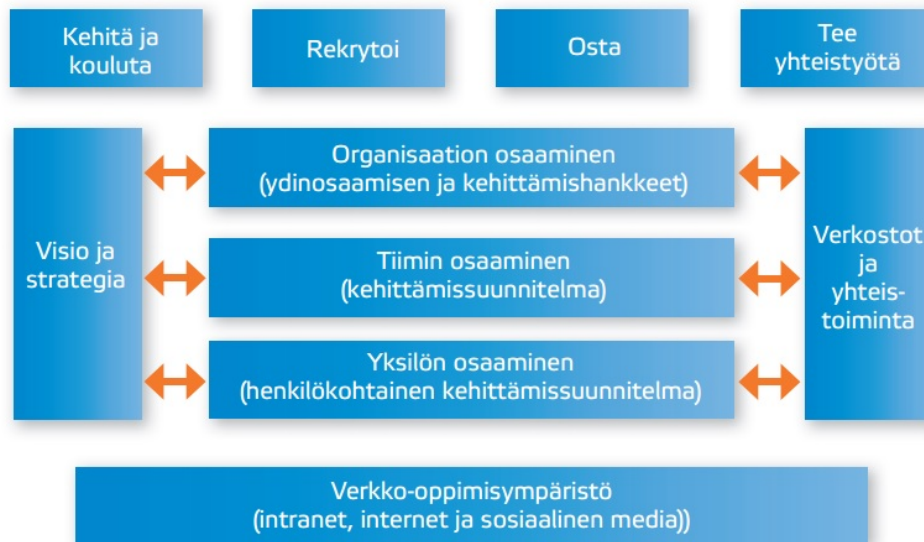 Kehitä ja
kouluta
Rekrytoi
Osta
Tee
yhteistyötä
Organisaation osaaminen
(ydinosaamisen ja kehittämishankkeet)
Visio ja
strategia
Tiimin osaaminen
(kehittämissuunnitelma)
Verkostot
ja
yhteis-
toiminta
Yksilön osaaminen
(henkilökohtainen kehittämissuunnitelma)
Verkko-oppimisympäristö
(intranet, internet ja sosiaalinen media))